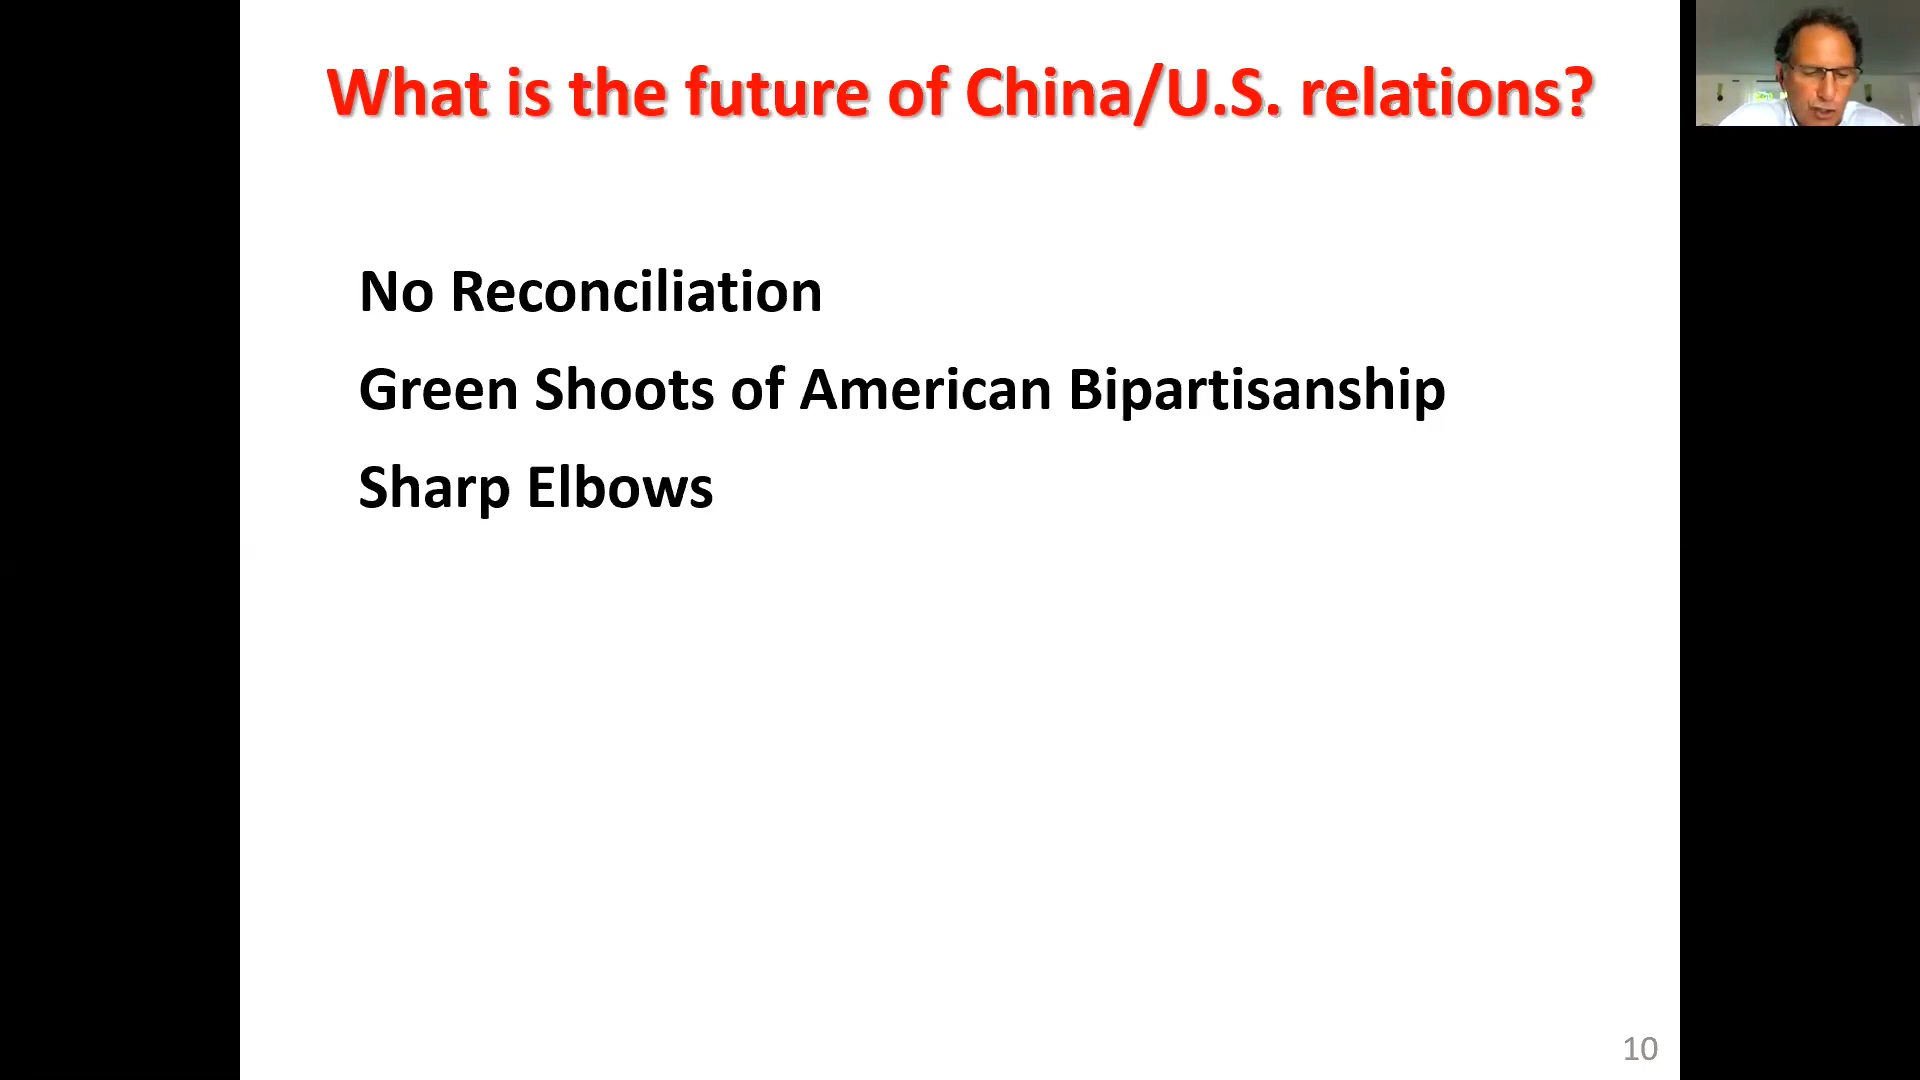 What is the future of China/U.S. relations?
No Reconciliation
Green Shoots of American Bipartisanship
Sharp Elbows
10